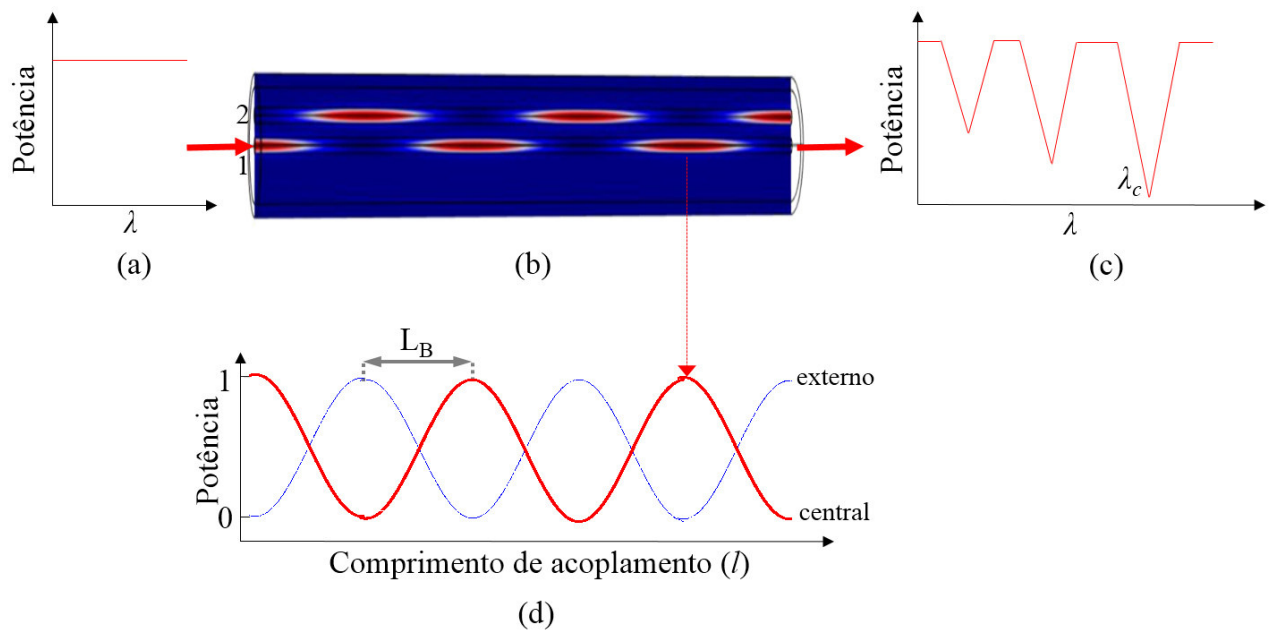 Potência
λ
(a)
2
1
(b)
Potência
λc
λ
(c)
LB
Potência
1
0
externo
central
Comprimento de acoplamento (l)
(d)